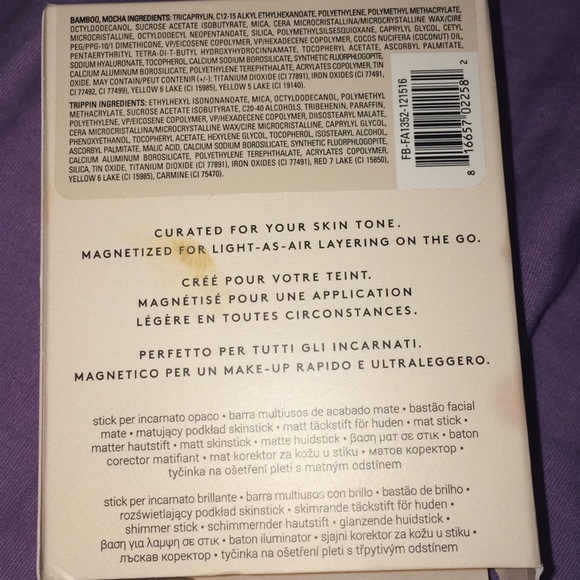 BAMBOO, MOCHA INGREDIENTS: TRICAPRYLIN, C12-15 ALKYL ETHYLHEXANOATE, POLYETHYLENE, POLYMETHYL METHACRYLATE,
OCTYLDODECANOL, SUCROSE ACETATE ISOBUTYRATE, MICA, CERA MICROCRISTALLINA/MICROCRYSTALLINE WAX/CIRE
MICROCRISTALLINE, OCTYLDODECYL NEOPENTANOATE, SILICA, POLYMETHYLSILSESQUIOXANE, CAPRYLYL GLYCOL, CETYL
PEG/PPG-10/1 DIMETHICONE, VP/EICOSENE COPOLYMER, VP/HEXADECENE COPOLYMER, COCOS NUCIFERA (COCONUT) OIL,
PENTAERYTHRITYL TETRA-DI-T-BUTYL HYDROXYHYDROCINNAMATE, TOCOPHERYL ACETATE, ASCORBYL PALMITATE,
SODIUM HYALURONATE, TOCOPHEROL, CALCIUM SODIUM BOROSILICATE, SYNTHETIC FLUORPHLOGOPITE,
CALCIUM ALUMINUM BOROSILICATE, POLYETHYLENE TEREPHTHALATE, ACRYLATES COPOLYMER, TIN
OXIDE. MAY CONTAIN/PEUT CONTENIR (+/-): TITANIUM DIOXIDE (CI 77891), IRON OXIDES (CI 77491,
CI 77492, CI 77499), YELLOW 6 LAKE (CI 15985), YELLOW 5 LAKE (CI 19140).
TRIPPIN INGREDIENTS: ETHYLHEXYL ISONONANOATE, MICA, OCTYLDODECANOL, POLYMETHYL
METHACRYLATE, SUCROSE ACETATE ISOBUTYRATE, C20-40 ALCOHOLS, TRIBEHENIN, PARAFFIN,
POLYETHYLENE, VP/EICOSENE COPOLYMER, VP/HEXADECENE COPOLYMER, DIISOSTEARYL MALATE,
CERA MICROCRISTALLINA/MICROCRYSTALLINE WAX/CIRE MICROCRISTALLINE, CAPRYLYL GLYCOL,
PHENOXYETHANOL, TOCOPHERYL ACETATE, HEXYLENE GLYCOL, TOCOPHEROL, ISOSTEARYL ALCOHOL,
ASCORBYL PALMITATE, MALIC ACID, CALCIUM SODIUM BOROSILICATE, SYNTHETIC FLUORPHLOGOPITE,
CALCIUM ALUMINUM BOROSILICATE, POLYETHYLENE TEREPHTHALATE, ACRYLATES COPOLYMER,
SILICA, TIN OXIDE, TITANIUM DIOXIDE (CI 77891), IRON OXIDES (CI 77491), RED 7 LAKE (CI 15850),
YELLOW 6 LAKE (CI 15985), CARMINE (CI 75470).
FB-FA1352-121516
8 16657 02258 2
CURATED FOR YOUR SKIN TONE.
MAGNETIZED FOR LIGHT-AS-AIR LAYERING ON THE GO.
CRÉÉ POUR VOTRE TEINT.
MAGNÉTISÉ POUR UNE APPLICATION
LÉGÈRE EN TOUTES CIRCONSTANCES.
PERFETTO PER TUTTI GLI INCARNATI.
MAGNETICO PER UN MAKE-UP RAPIDO E ULTRALEGGERO.
stick per incarnato opaco • barra multiusos de acabado mate • bastão facial
mate • matujący podkład skinstick • matt täckstift för huden • mat stick •
matter hautstift • matt skinstick • matte huidstick • βαση ματ σε στικ • baton
corector matifiant • mat korektor za kožu u stiku • матов коректор •
tyčinka na ošetření pleti s matným odstínem
stick per incarnato brillante • barra multiusos con brillo • bastão de brilho •
rozświetlający podkład skinstick • skimrande täckstift för huden •
shimmer stick • schimmernder hautstift • glanzende huidstick •
βαση για λαμψη σε στικ • baton iluminator • sjajni korektor za kožu u stiku •
лъскав коректор • tyčinka na ošetření pleti s třpytivým odstínem